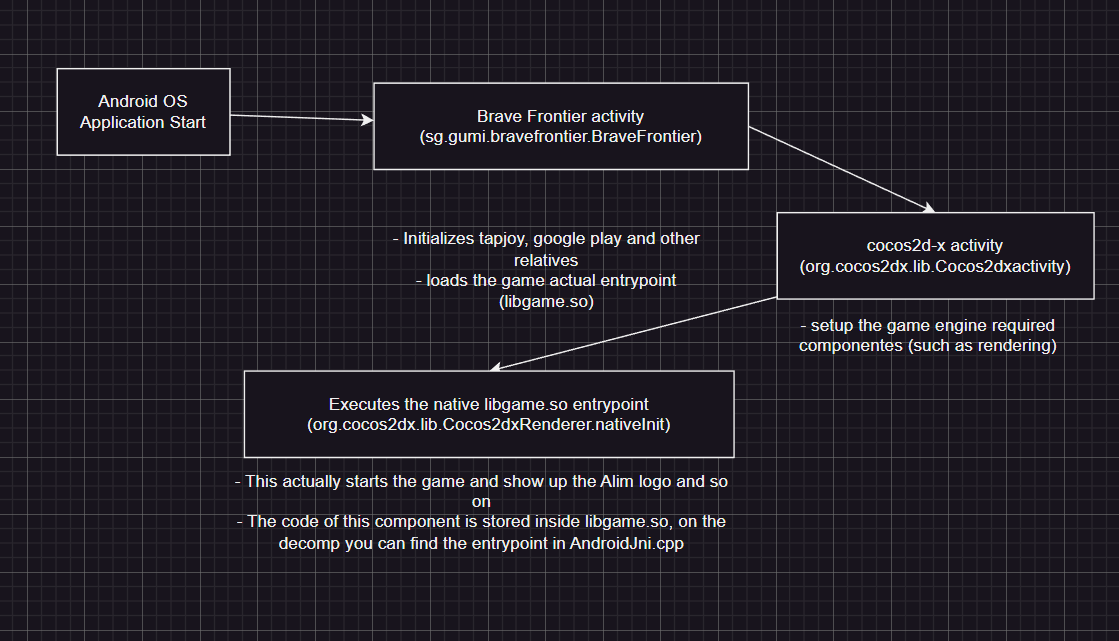 Android OS
Application Start
Brave Frontier activity
(sg.gumi.bravefrontier.BraveFrontier)
- Initializes tapjoy, google play and other
relatives
- loads the game actual entrypoint
(libgame.so)
cocos2d-x activity
(org.cocos2dx.lib.Cocos2dxactivity)
- setup the game engine required
componentes (such as rendering)
Executes the native libgame.so entrypoint
(org.cocos2dx.lib.Cocos2dxRenderer.nativeInit)
- This actually starts the game and show up the Alim logo and so
on
- The code of this component is stored inside libgame.so, on the
decomp you can find the entrypoint in AndroidJni.cpp